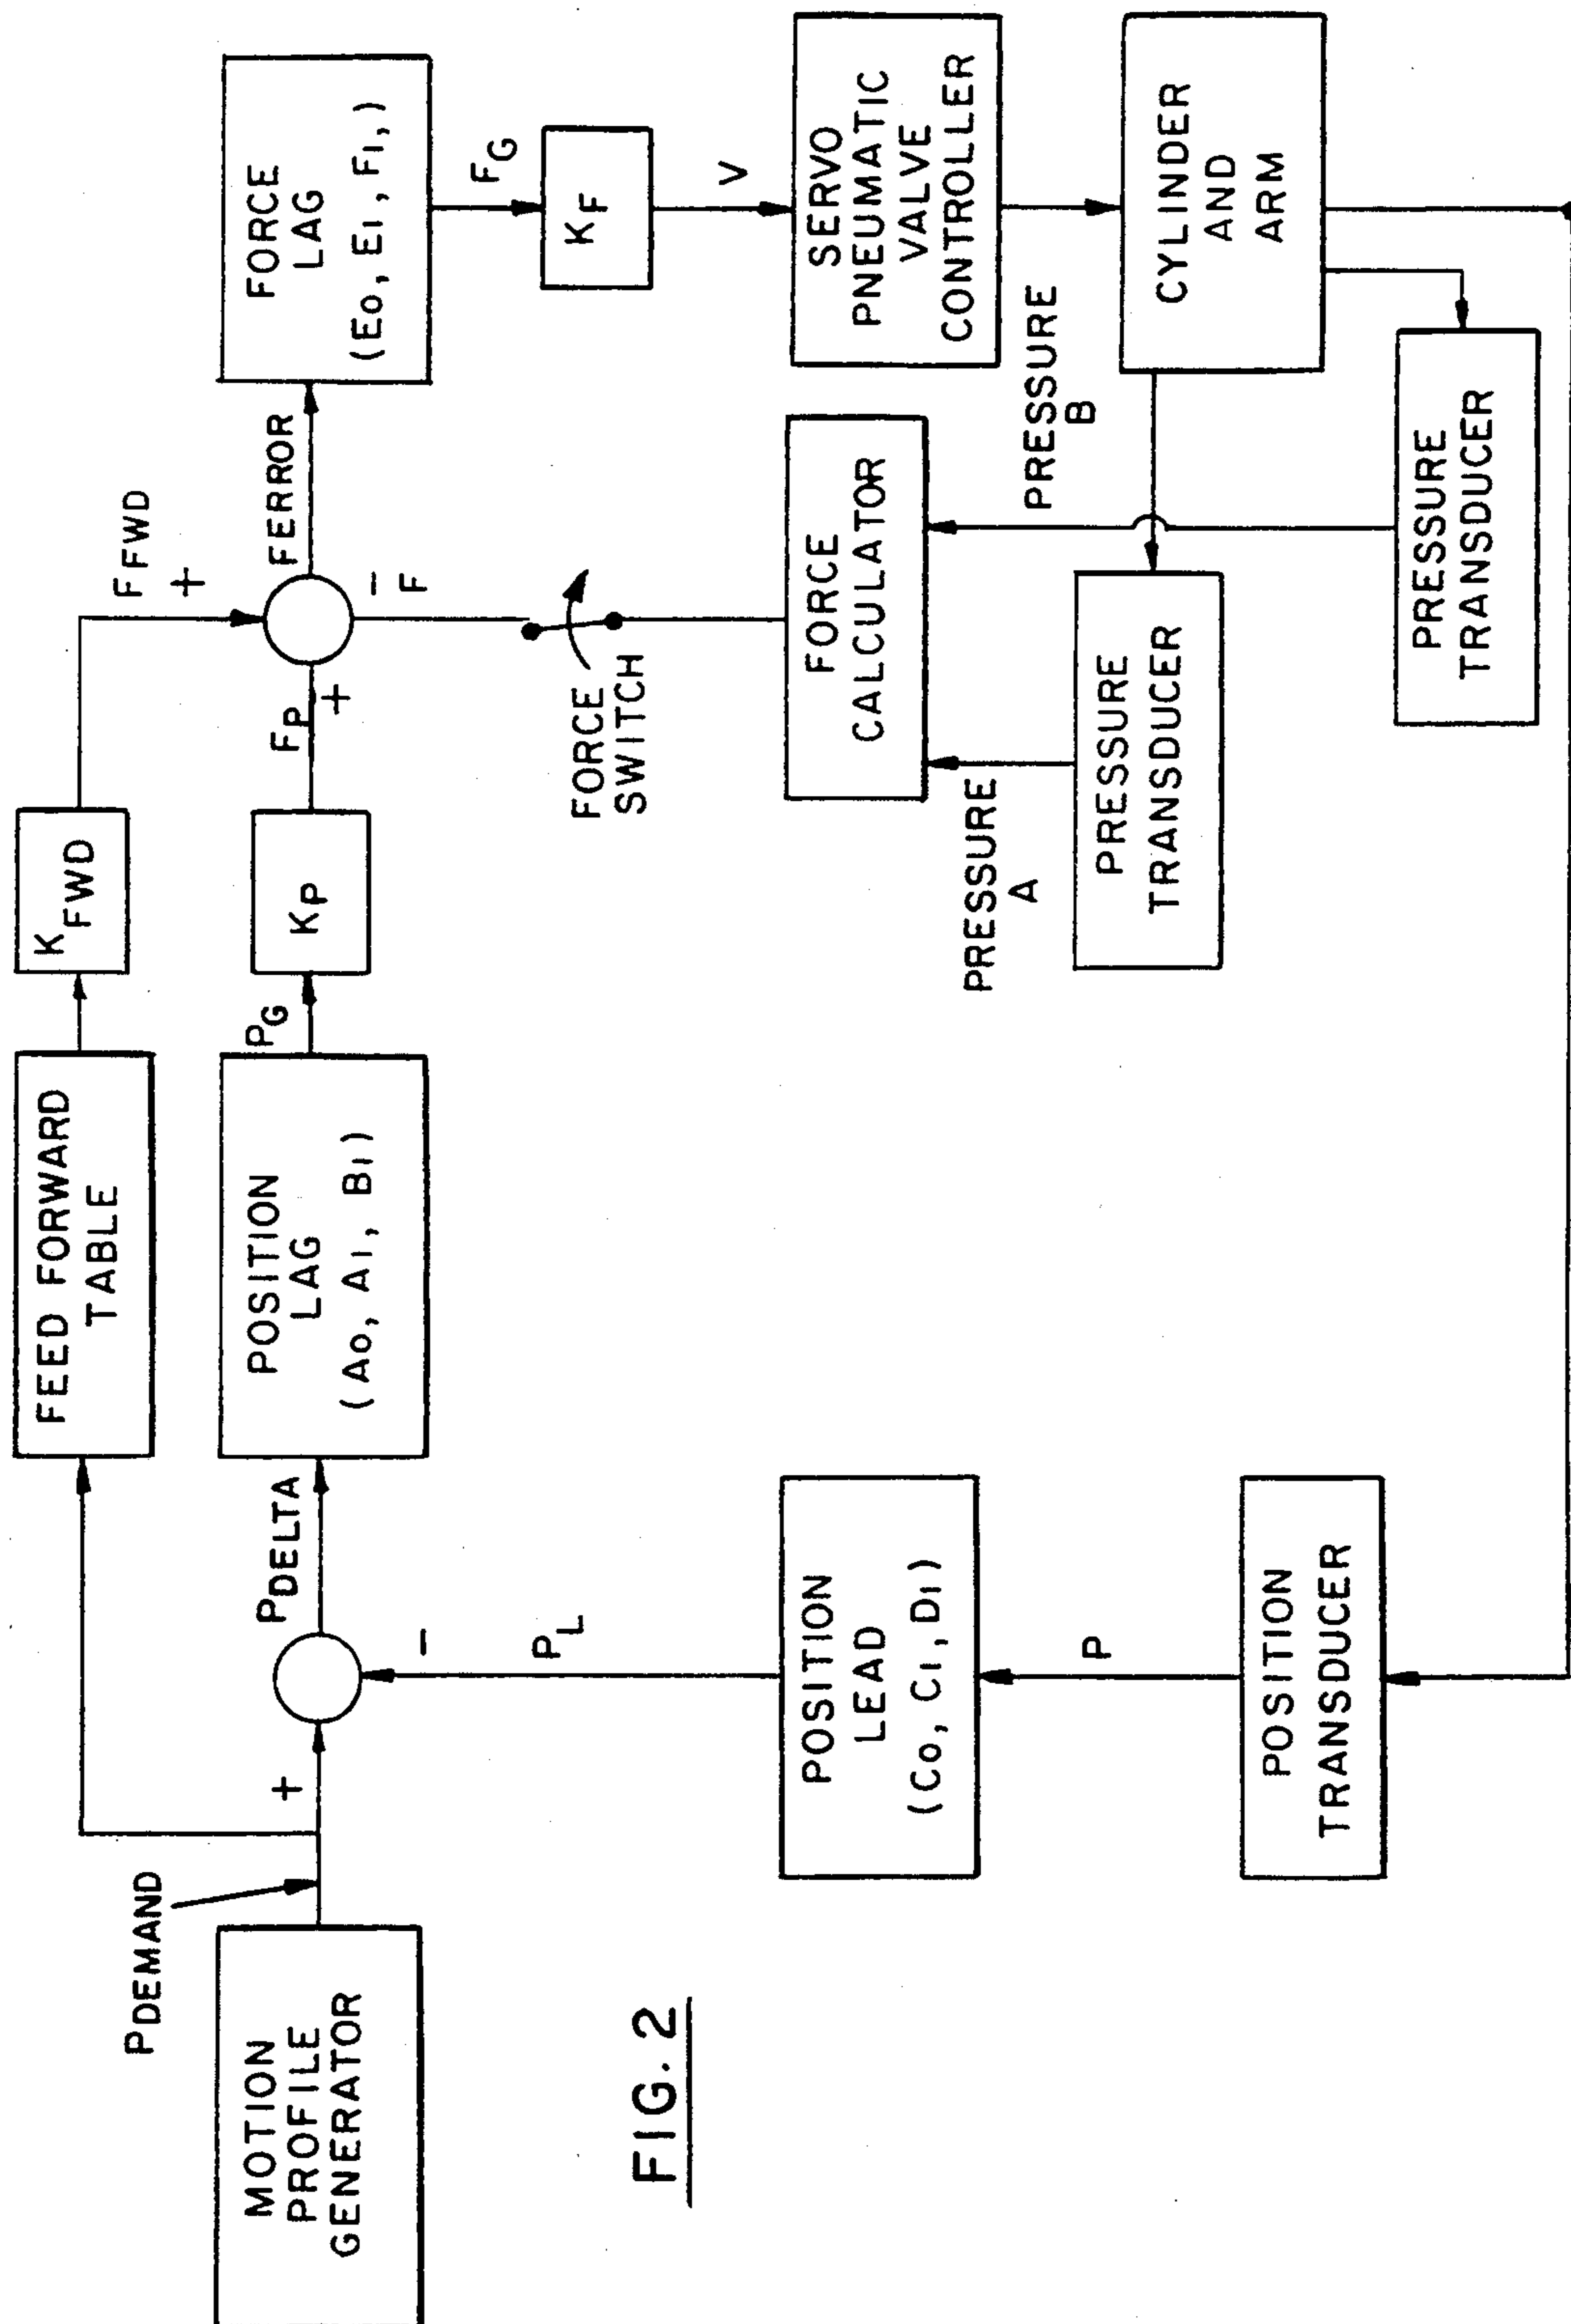 FEED FORWARD
TABLE
K FWD
F FWD
+
MOTION
PROFILE
GENERATOR
PDEMAND
+
PDELTA
POSITION
LAG
(A0, A1, B1)
PG
KP
FP
+
FERROR
FORCE
LAG
(E0, E1, F1,)
−
F
FORCE
SWITCH
FG
KF
V
−
PL
POSITION
LEAD
(C0, C1, D1)
P
POSITION
TRANSDUCER
FORCE
CALCULATOR
SERVO
PNEUMATIC
VALVE
CONTROLLER
PRESSURE
A
PRESSURE
B
PRESSURE
TRANSDUCER
CYLINDER
AND
ARM
PRESSURE
TRANSDUCER
FIG. 2